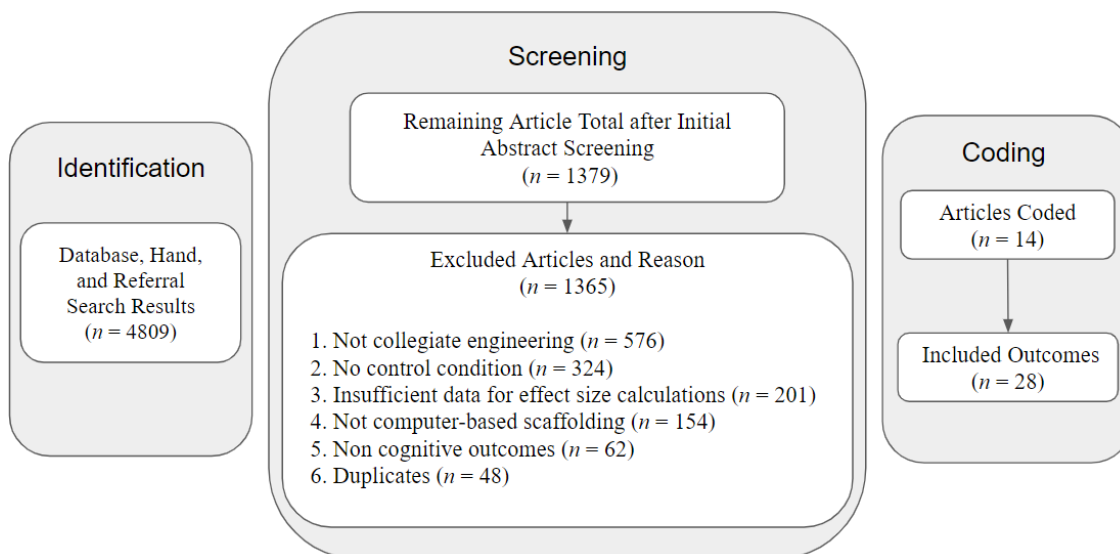 Identification
Database, Hand,
and Referral
Search Results
(n = 4809)
Screening
Remaining Article Total after Initial
Abstract Screening
(n = 1379)
Excluded Articles and Reason
(n = 1365)
1. Not collegiate engineering (n = 576)
2. No control condition (n = 324)
3. Insufficient data for effect size calculations (n = 201)
4. Not computer-based scaffolding (n = 154)
5. Non cognitive outcomes (n = 62)
6. Duplicates (n = 48)
Coding
Articles Coded
(n = 14)
Included Outcomes
(n = 28)